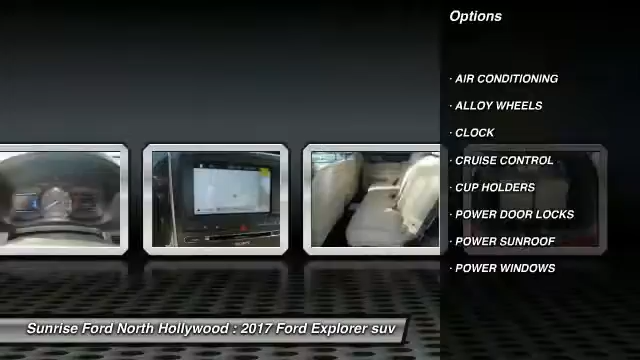 Options
· AIR CONDITIONING
· ALLOY WHEELS
· CLOCK
· CRUISE CONTROL
· CUP HOLDERS
· POWER DOOR LOCKS
· POWER SUNROOF
· POWER WINDOWS
SONY
Sunrise Ford North Hollywood : 2017 Ford Explorer suv